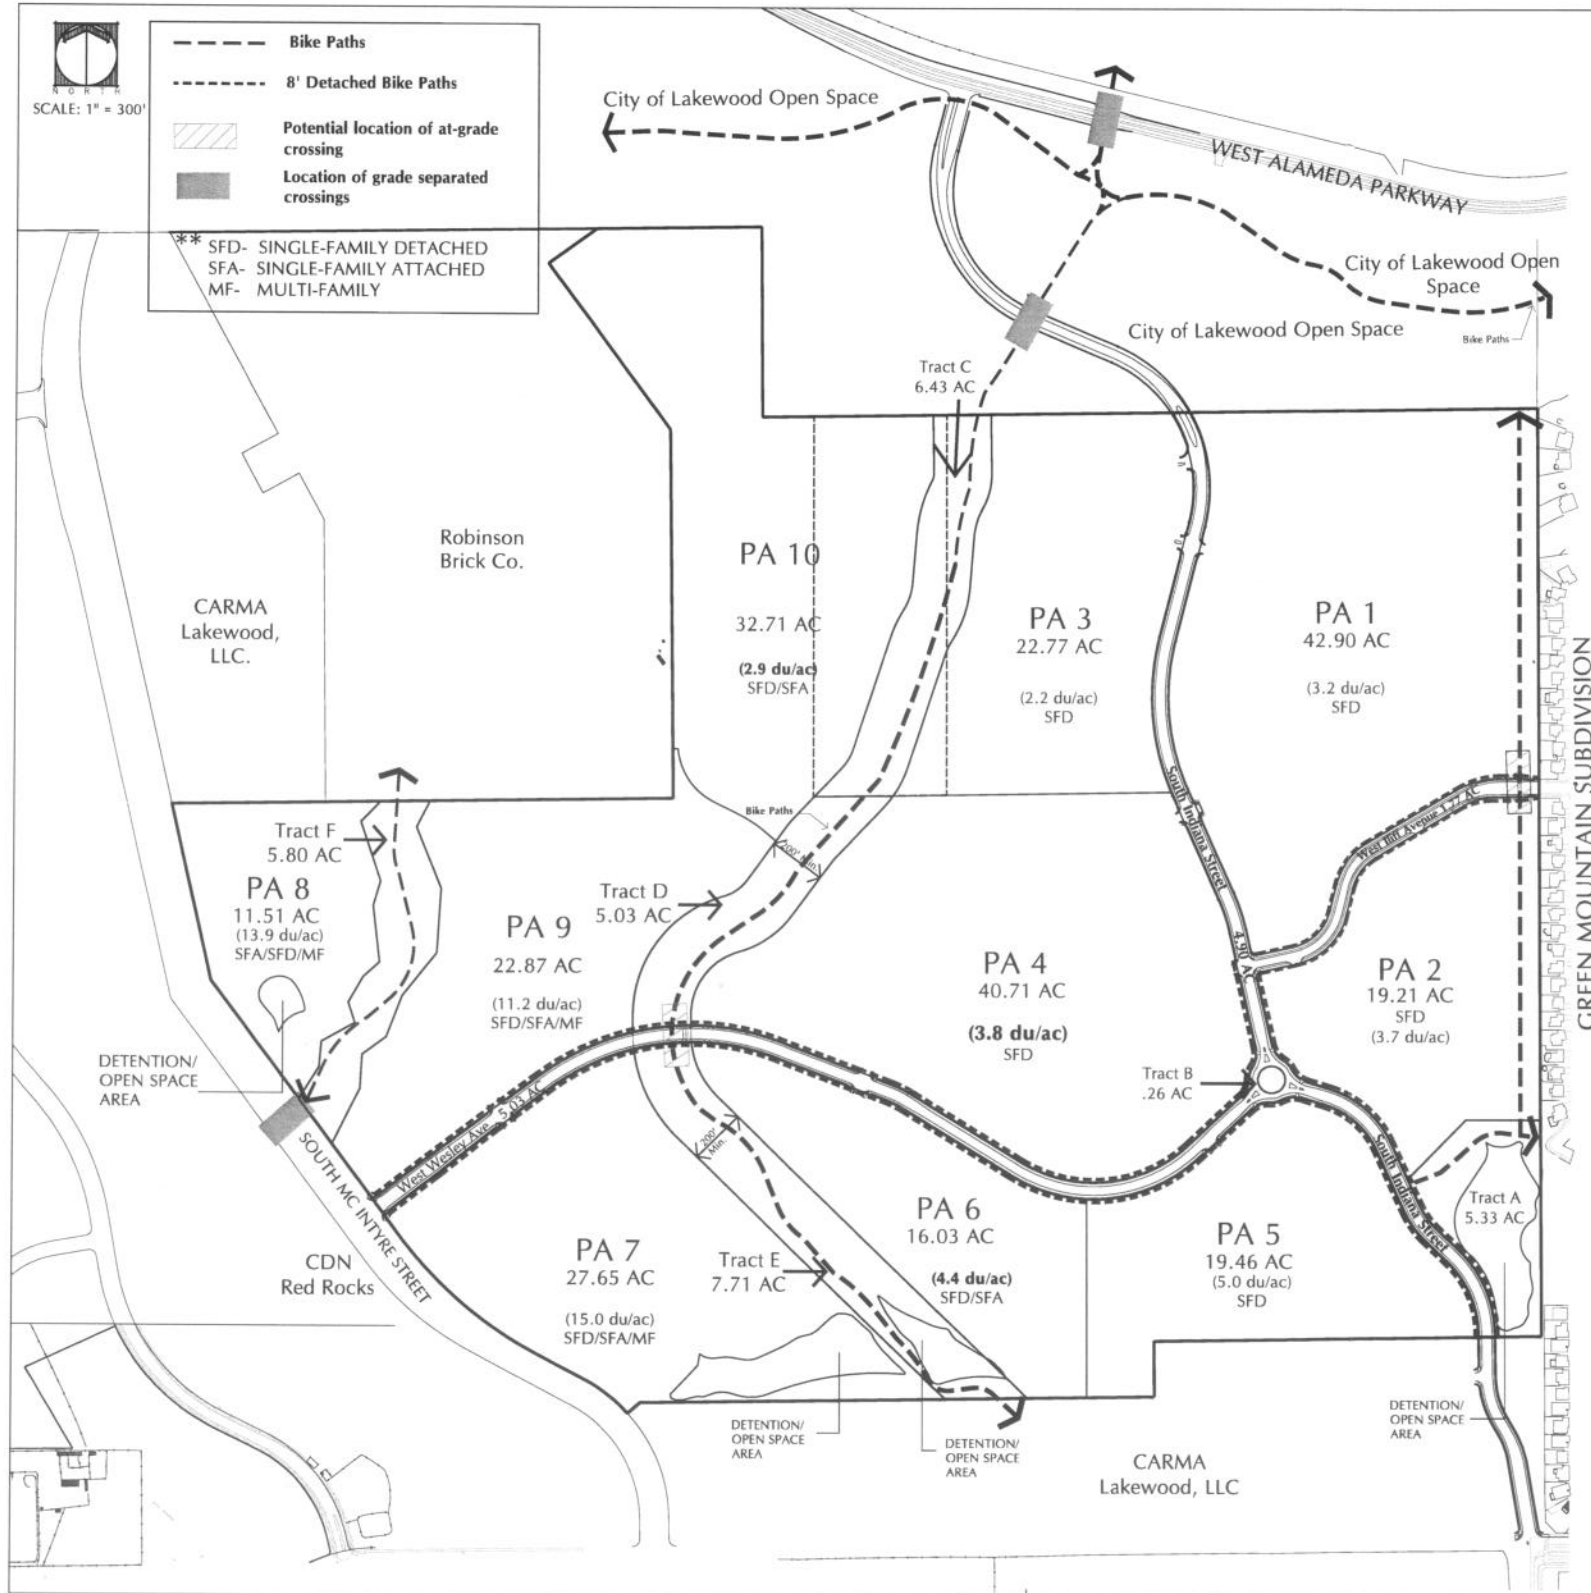 NORTH
SCALE: 1" = 300'
Bike Paths
8' Detached Bike Paths
Potential location of at-grade
crossing
Location of grade separated
crossings
** SFD- SINGLE-FAMILY DETACHED
SFA- SINGLE-FAMILY ATTACHED
MF- MULTI-FAMILY
City of Lakewood Open Space
WEST ALAMEDA PARKWAY
City of Lakewood Open
Space
City of Lakewood Open Space
Bike Paths
Tract C
6.43 AC
Robinson
Brick Co.
CARMA
Lakewood,
LLC.
PA 10
32.71 AC
(2.9 du/ac)
SFD/SFA
PA 3
22.77 AC
(2.2 du/ac)
SFD
PA 1
42.90 AC
(3.2 du/ac)
SFD
GREEN MOUNTAIN SUBDIVISION
South Indiana Street
4.90 AC
West Iliff Avenue 1.77 AC
Bike Paths
200' Min.
Tract F
5.80 AC
PA 8
11.51 AC
(13.9 du/ac)
SFA/SFD/MF
Tract D
5.03 AC
PA 9
22.87 AC
(11.2 du/ac)
SFD/SFA/MF
PA 4
40.71 AC
(3.8 du/ac)
SFD
PA 2
19.21 AC
SFD
(3.7 du/ac)
DETENTION/
OPEN SPACE
AREA
Tract B
.26 AC
West Wesley Ave. 5.03 AC
200'
Min.
SOUTH MC INTYRE STREET
South Indiana Street
Tract A
5.33 AC
PA 6
16.03 AC
(4.4 du/ac)
SFD/SFA
PA 5
19.46 AC
(5.0 du/ac)
SFD
CDN
Red Rocks
PA 7
27.65 AC
(15.0 du/ac)
SFD/SFA/MF
Tract E
7.71 AC
DETENTION/
OPEN SPACE
AREA
DETENTION/
OPEN SPACE
AREA
DETENTION/
OPEN SPACE
AREA
CARMA
Lakewood, LLC